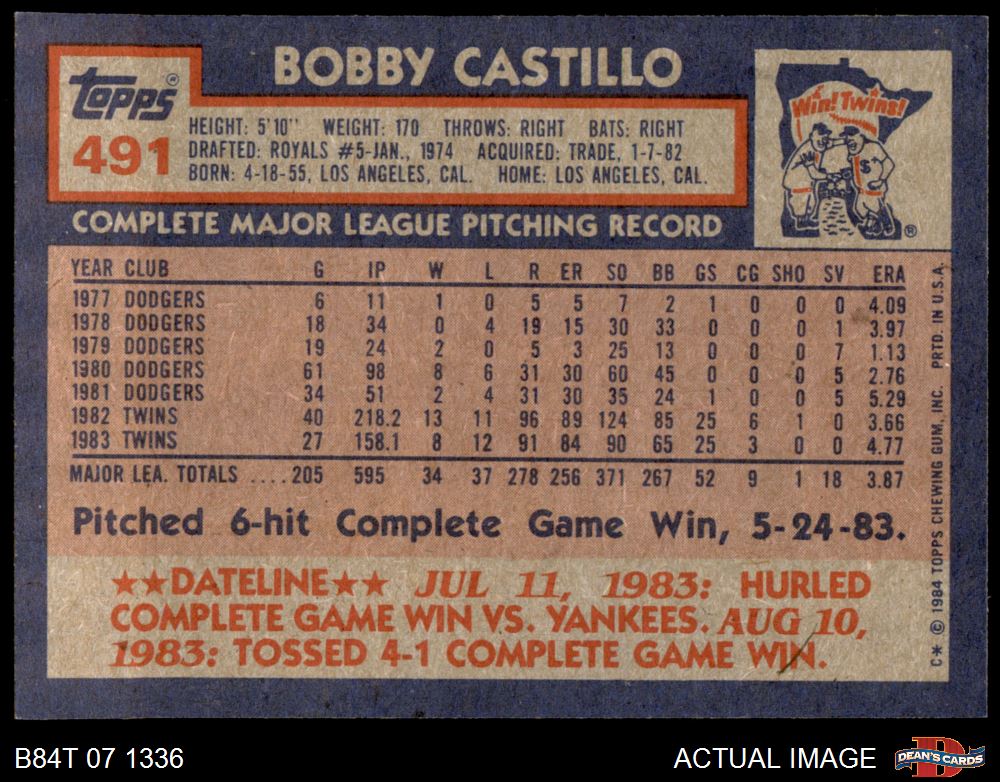 BOBBY CASTILLO
topps®
491
HEIGHT: 5'10" WEIGHT: 170 THROWS: RIGHT BATS: RIGHT
DRAFTED: ROYALS #5-JAN., 1974 ACQUIRED: TRADE, 1-7-82
BORN: 4-18-55, LOS ANGELES, CAL. HOME: LOS ANGELES, CAL.
Win! Twins!
®
COMPLETE MAJOR LEAGUE PITCHING RECORD
YEAR CLUB G IP W L R ER SO BB GS CG SHO SV ERA
1977 DODGERS 6 11 1 0 5 5 7 2 1 0 0 0 4.09
1978 DODGERS 18 34 0 4 19 15 30 33 0 0 0 1 3.97
1979 DODGERS 19 24 2 0 5 3 25 13 0 0 0 7 1.13
1980 DODGERS 61 98 8 6 31 30 60 45 0 0 0 5 2.76
1981 DODGERS 34 51 2 4 31 30 35 24 1 0 0 5 5.29
1982 TWINS 40 218.2 13 11 96 89 124 85 25 6 1 0 3.66
1983 TWINS 27 158.1 8 12 91 84 90 65 25 3 0 0 4.77
MAJOR LEA. TOTALS ....205 595 34 37 278 256 371 267 52 9 1 18 3.87
Pitched 6-hit Complete Game Win, 5-24-83.
★★DATELINE★★ JUL 11, 1983: HURLED
COMPLETE GAME WIN VS. YANKEES. AUG 10,
1983: TOSSED 4-1 COMPLETE GAME WIN.
C* © 1984 TOPPS CHEWING GUM, INC. PRTD. IN U.S.A.
B84T 07 1336
ACTUAL IMAGE
DEAN'S CARDS